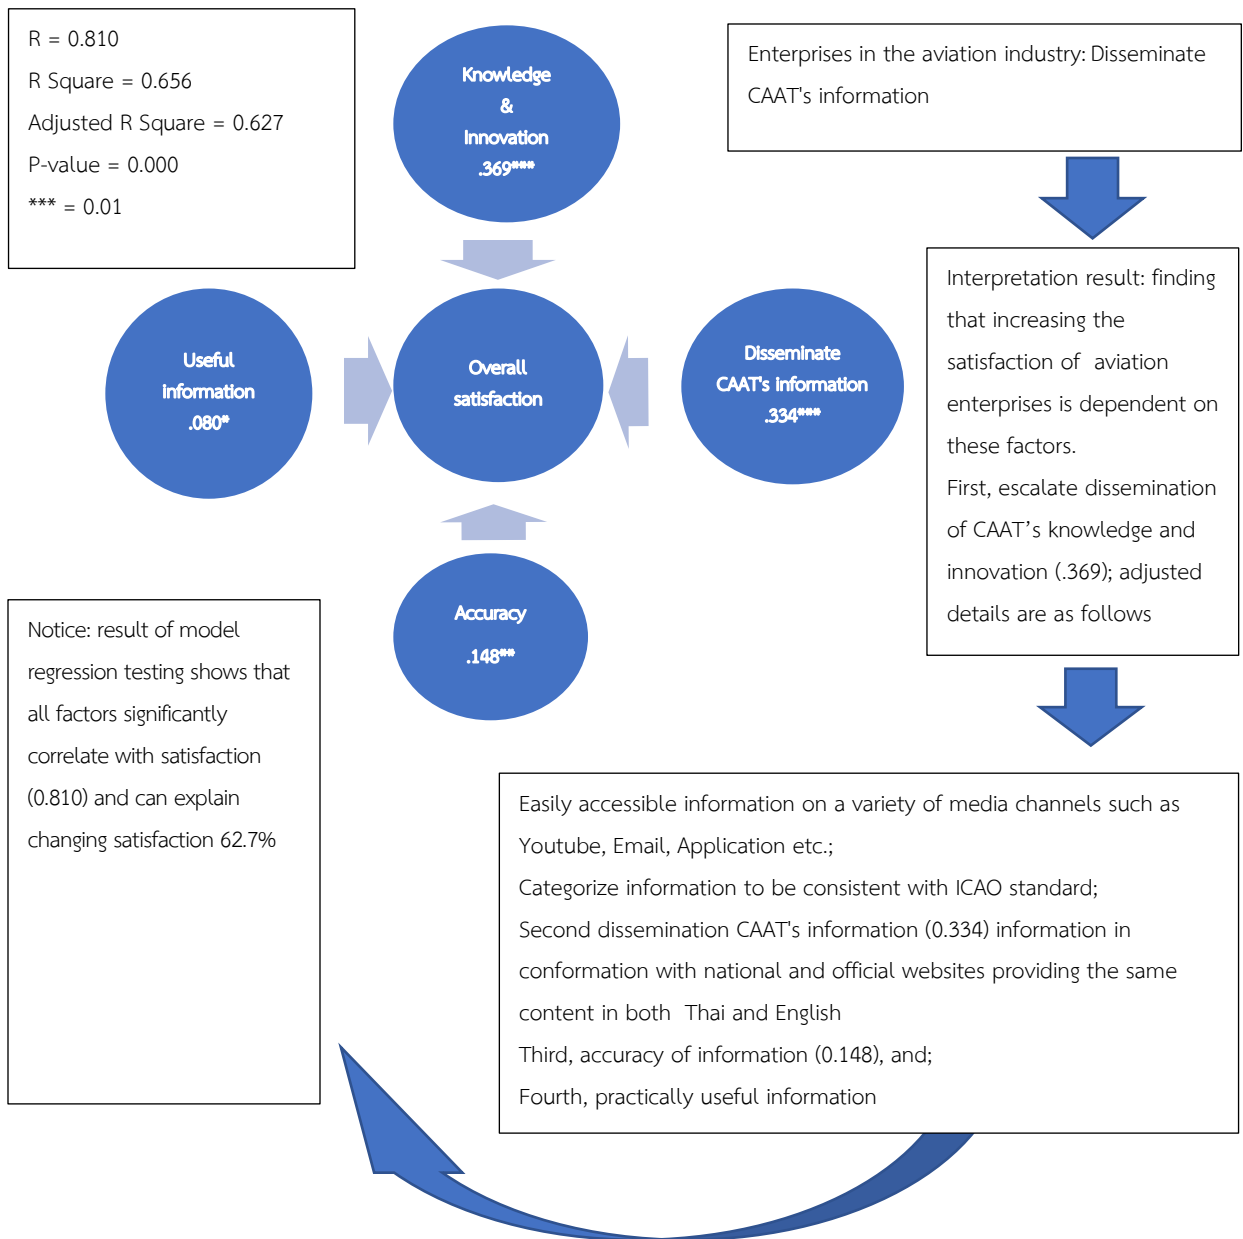 R = 0.810
R Square = 0.656
Adjusted R Square = 0.627
P-value = 0.000
*** = 0.01
Knowledge
&
Innovation
.369***
Enterprises in the aviation industry: Disseminate
CAAT's information
Useful
information
.080*
Overall
satisfaction
Disseminate
CAAT's information
.334***
Accuracy
.148**
Interpretation result: finding
that increasing the
satisfaction of aviation
enterprises is dependent on
these factors.
First, escalate dissemination
of CAAT’s knowledge and
innovation (.369); adjusted
details are as follows
Notice: result of model
regression testing shows that
all factors significantly
correlate with satisfaction
(0.810) and can explain
changing satisfaction 62.7%
Easily accessible information on a variety of media channels such as
Youtube, Email, Application etc.;
Categorize information to be consistent with ICAO standard;
Second dissemination CAAT's information (0.334) information in
conformation with national and official websites providing the same
content in both Thai and English
Third, accuracy of information (0.148), and;
Fourth, practically useful information